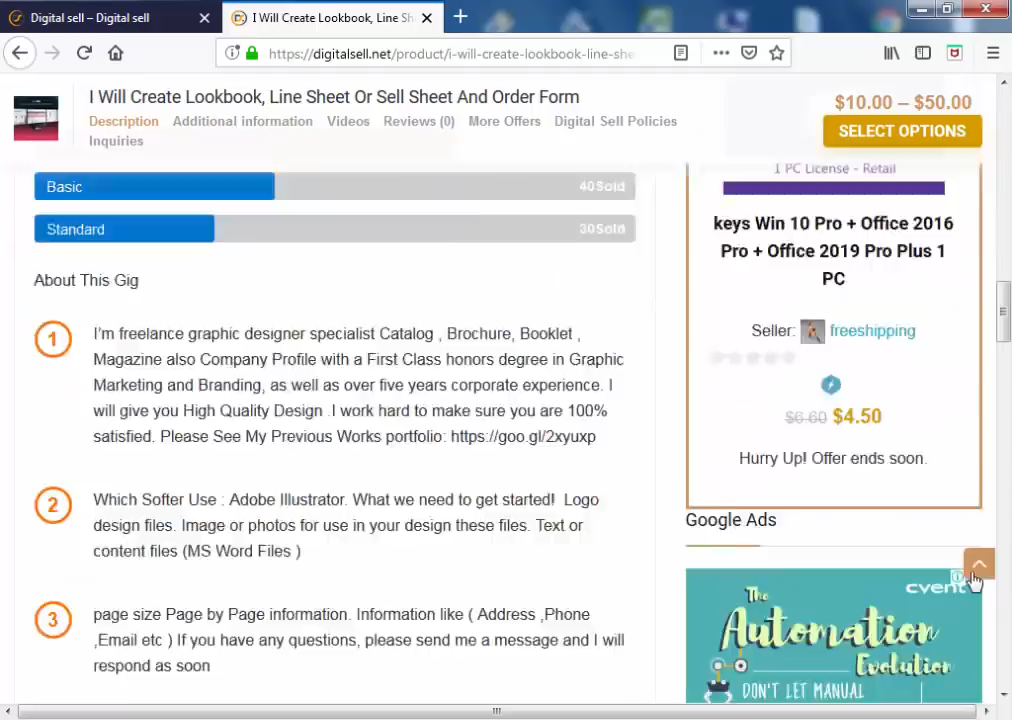 Digital sell – Digital sell
I Will Create Lookbook, Line Sh
https://digitalsell.net/product/i-will-create-lookbook-line-she
I Will Create Lookbook, Line Sheet Or Sell Sheet And Order Form
Description Additional information Videos Reviews (0) More Offers Digital Sell Policies
Inquiries
$10.00 – $50.00
SELECT OPTIONS
Basic 40Sold
Standard 30Sold
About This Gig
1
I'm freelance graphic designer specialist Catalog , Brochure, Booklet ,
Magazine also Company Profile with a First Class honors degree in Graphic
Marketing and Branding, as well as over five years corporate experience. I
will give you High Quality Design .I work hard to make sure you are 100%
satisfied. Please See My Previous Works portfolio: https://goo.gl/2xyuxp
2
Which Softer Use : Adobe Illustrator. What we need to get started! Logo
design files. Image or photos for use in your design these files. Text or
content files (MS Word Files )
3
page size Page by Page information. Information like ( Address ,Phone
,Email etc ) If you have any questions, please send me a message and I will
respond as soon
1 PC License - Retail
keys Win 10 Pro + Office 2016
Pro + Office 2019 Pro Plus 1
PC
Seller: freeshipping
$6.60 $4.50
Hurry Up! Offer ends soon.
Google Ads
cvent
The
Automation
Evolution
DON'T LET MANUAL